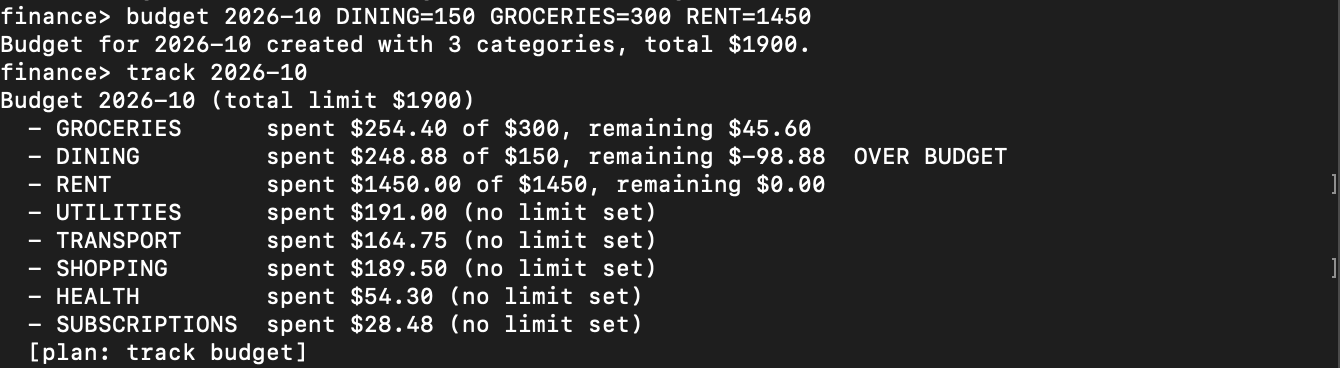 finance> budget 2026-10 DINING=150 GROCERIES=300 RENT=1450
Budget for 2026-10 created with 3 categories, total $1900.
finance> track 2026-10
Budget 2026-10 (total limit $1900)
  - GROCERIES      spent $254.40 of $300, remaining $45.60
  - DINING         spent $248.88 of $150, remaining $-98.88  OVER BUDGET
  - RENT           spent $1450.00 of $1450, remaining $0.00 ]
  - UTILITIES      spent $191.00 (no limit set)
  - TRANSPORT      spent $164.75 (no limit set)
  - SHOPPING       spent $189.50 (no limit set) ]
  - HEALTH         spent $54.30 (no limit set)
  - SUBSCRIPTIONS  spent $28.48 (no limit set)
  [plan: track budget]